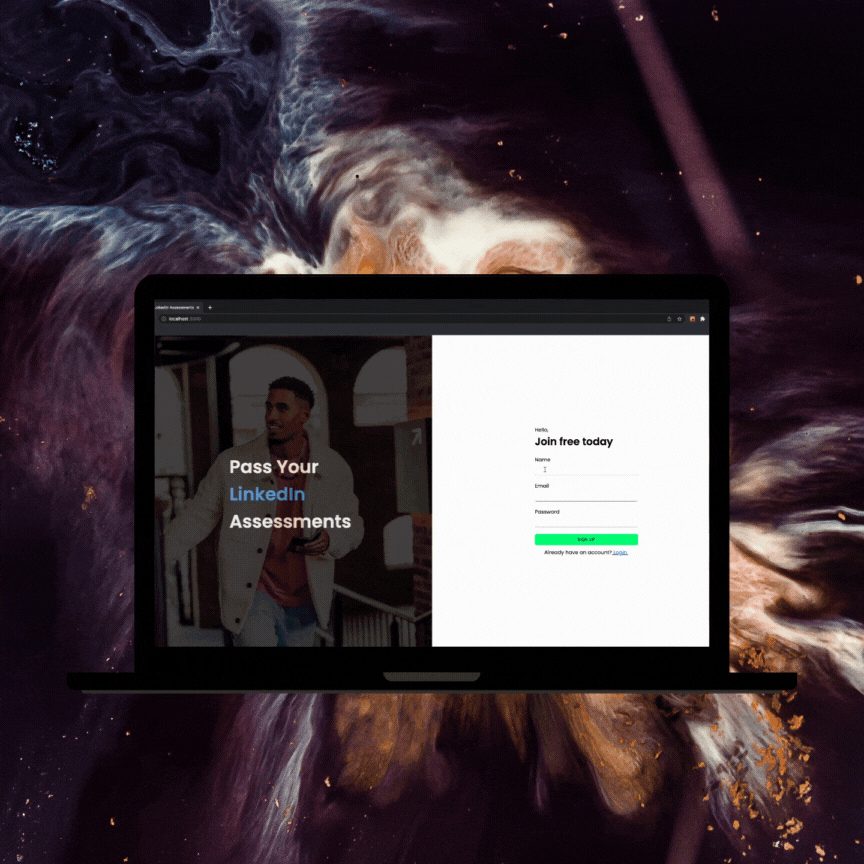 LinkedIn Assessments
localhost:3000
Pass Your
LinkedIn
Assessments
Hello,
Join free today
Name
Email
Password
SIGN UP
Already have an account? Login